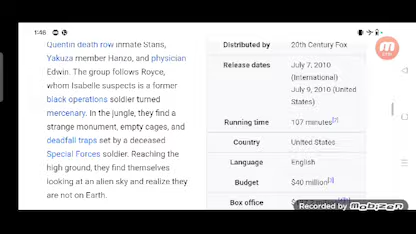 1:46
Quentin death row inmate Stans,
Yakuza member Hanzo, and physician
Edwin. The group follows Royce,
whom Isabelle suspects is a former
black operations soldier turned
mercenary. In the jungle, they find a
strange monument, empty cages, and
deadfall traps set by a deceased
Special Forces soldier. Reaching the
high ground, they find themselves
looking at an alien sky and realize they
are not on Earth.
Distributed by 20th Century Fox
Release dates July 7, 2010
(International)
July 9, 2010 (United
States)
Running time 107 minutes[2]
Country United States
Language English
Budget $40 million[3]
Box office
Recorded by
Mobizen